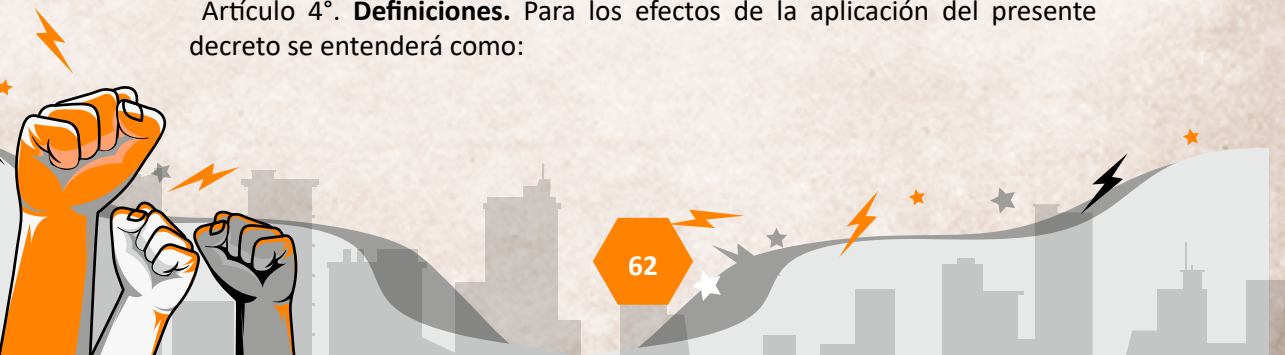 Artículo 4°. Definiciones. Para los efectos de la aplicación del presente
decreto se entenderá como:
62